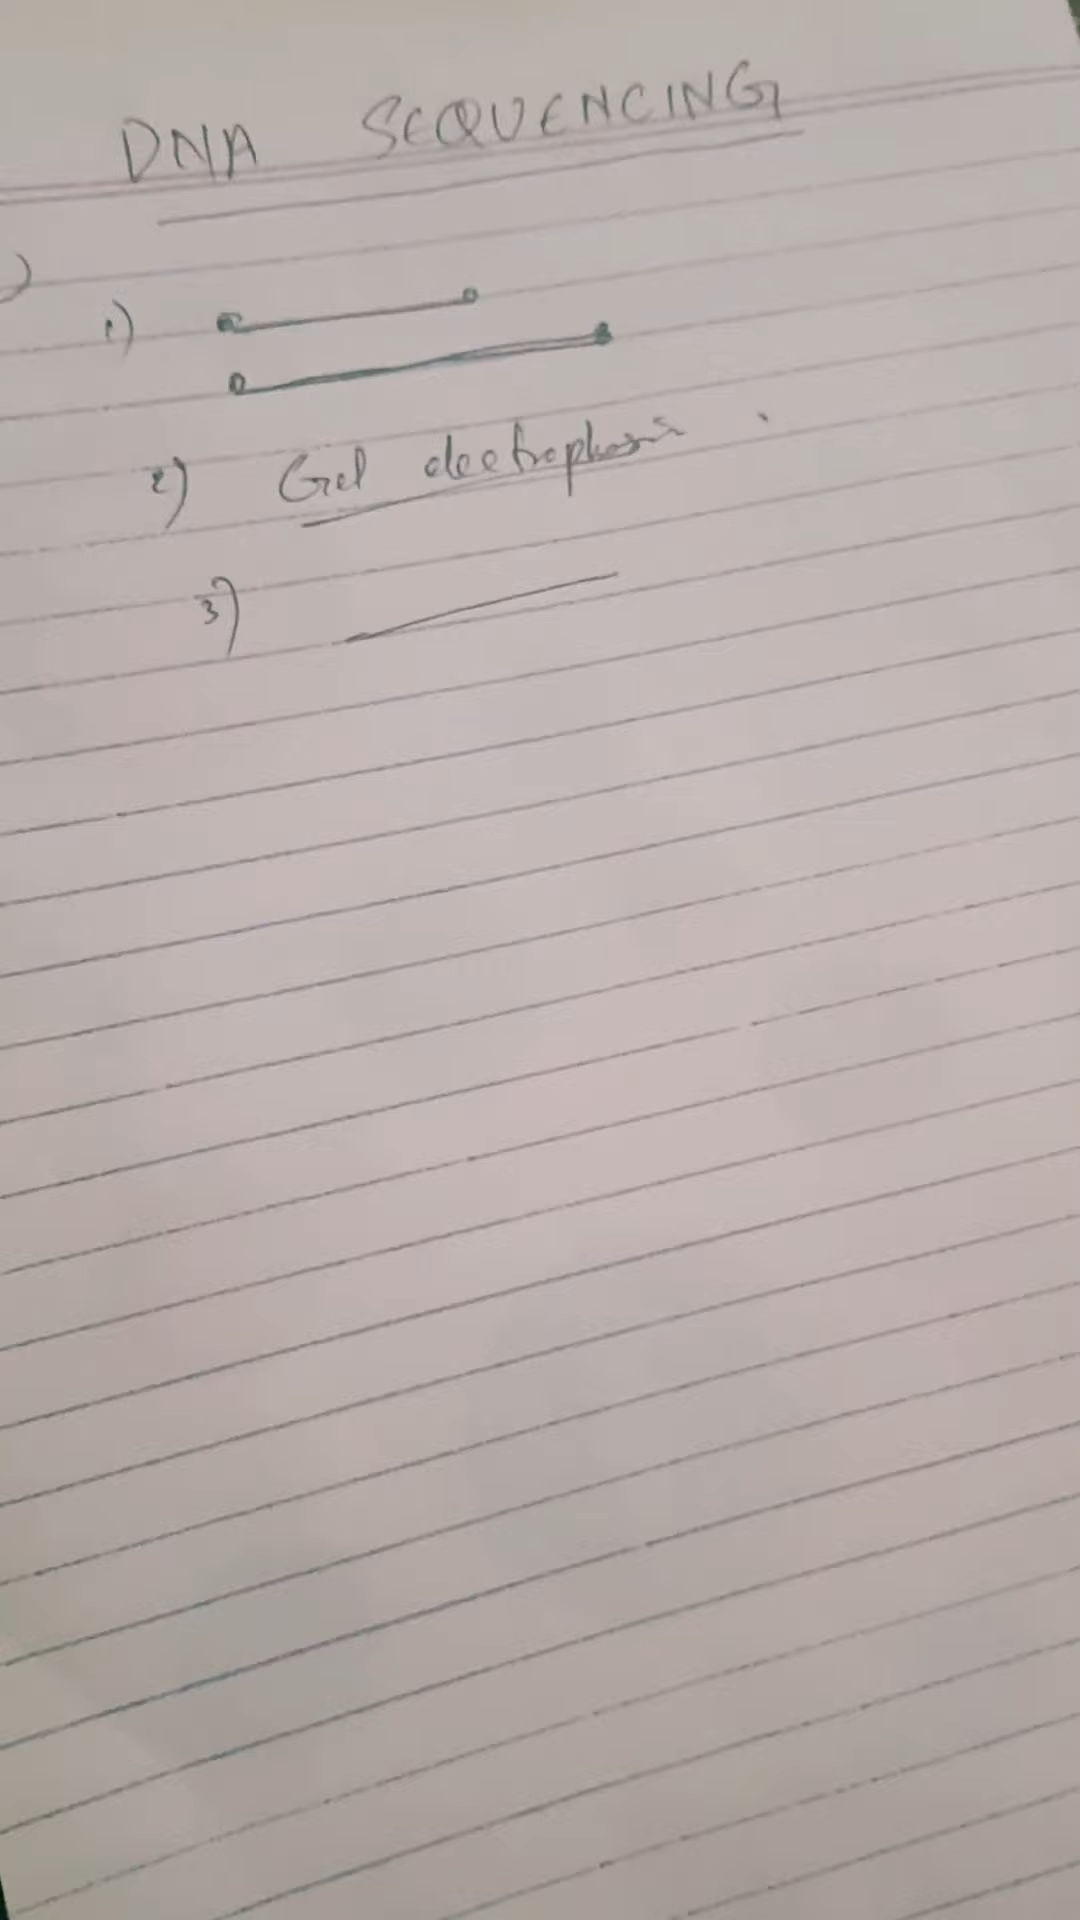 DNA SEQUENCING
1)
2) Gel electrophoresis
3)